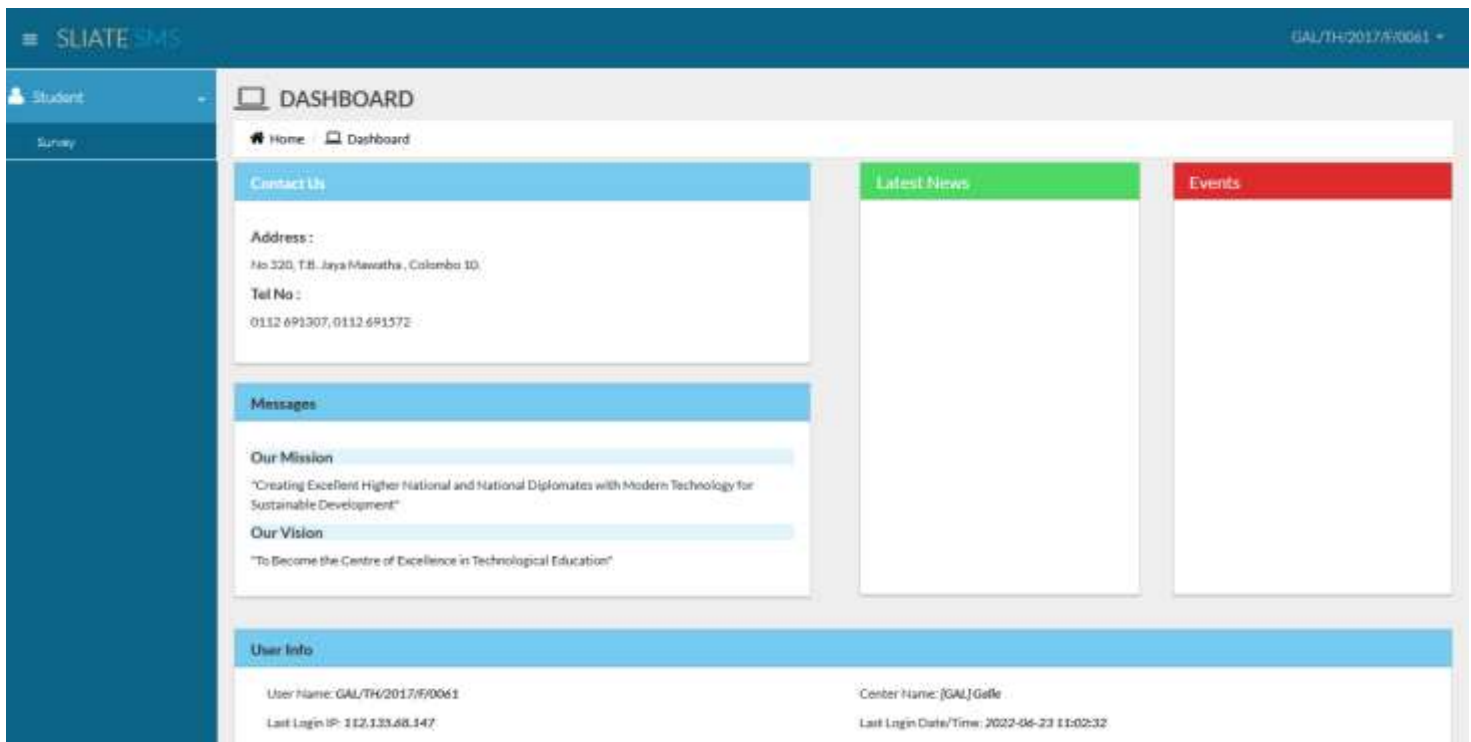 SLIATE SMS
GAL/TH/2017/F/0061
Student
Survey
DASHBOARD
Home / Dashboard
Contact Us
Address :
No 320, T.B. Jaya Mawatha , Colombo 10.
Tel No :
0112 691307, 0112 691572
Latest News
Events
Messages
Our Mission
"Creating Excellent Higher National and National Diplomates with Modern Technology for
Sustainable Development"
Our Vision
"To Become the Centre of Excellence in Technological Education"
User Info
User Name: GAL/TH/2017/F/0061
Center Name: [GAL] Galle
Last Login IP: 112.135.68.147
Last Login Date/Time: 2022-06-23 11:02:32